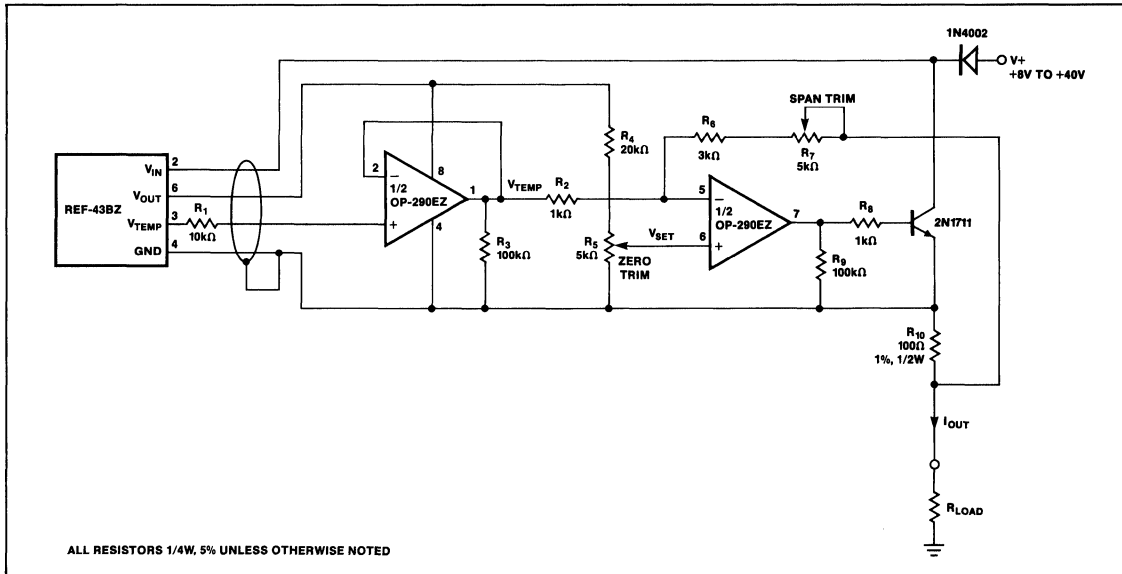 1N4002
V+
+8V TO +40V
SPAN TRIM
R6
3kΩ
R7
5kΩ
R4
20kΩ
REF-43BZ
VIN
2
VOUT
6
VTEMP
3
GND
4
R1
10kΩ
2
−
1/2
OP-290EZ
+
8
4
1
VTEMP
R2
1kΩ
R3
100kΩ
R5
5kΩ
ZERO
TRIM
VSET
5
−
1/2
OP-290EZ
6
+
7
R8
1kΩ
R9
100kΩ
2N1711
R10
100Ω
1%, 1/2W
IOUT
RLOAD
ALL RESISTORS 1/4W, 5% UNLESS OTHERWISE NOTED